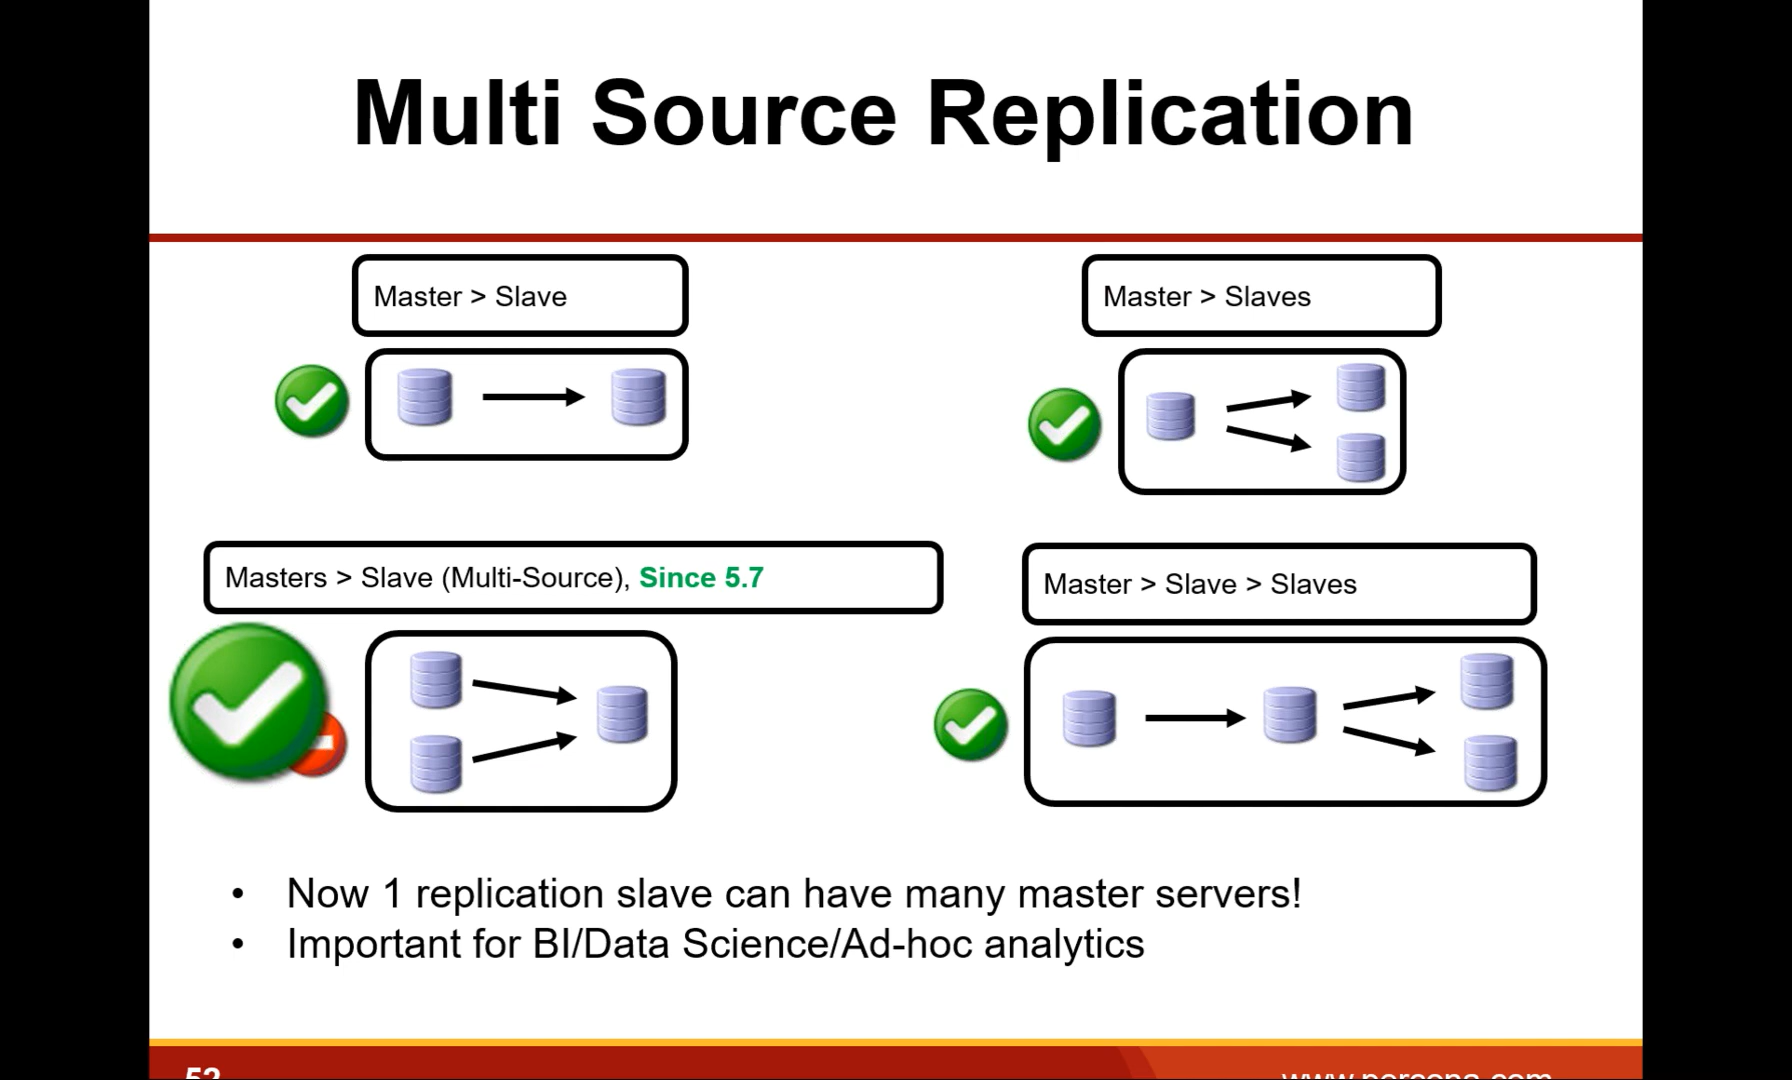 Multi Source Replication
Master > Slave
Master > Slaves
Masters > Slave (Multi-Source), Since 5.7
Master > Slave > Slaves
• Now 1 replication slave can have many master servers!
• Important for BI/Data Science/Ad-hoc analytics
52
www.percona.com